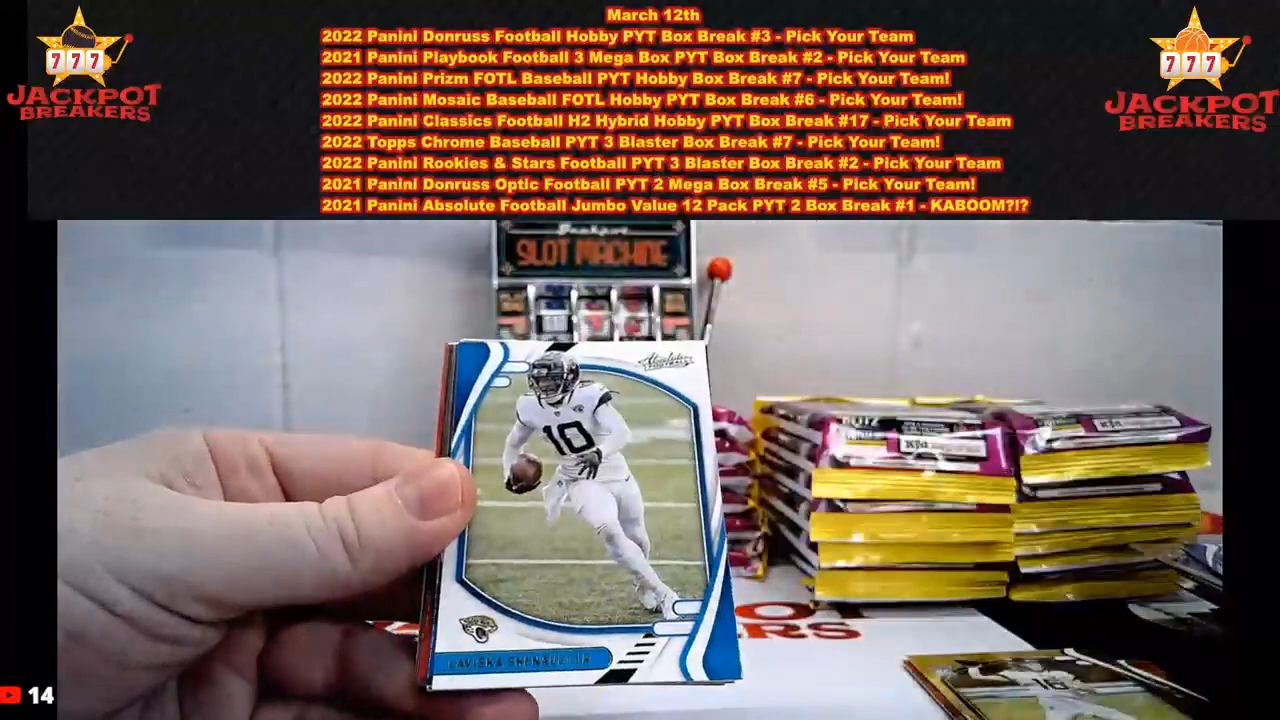 March 12th
2022 Panini Donruss Football Hobby PYT Box Break #3 - Pick Your Team
2021 Panini Playbook Football 3 Mega Box PYT Box Break #2 - Pick Your Team
2022 Panini Prizm FOTL Baseball PYT Hobby Box Break #7 - Pick Your Team!
2022 Panini Mosaic Baseball FOTL Hobby PYT Box Break #6 - Pick Your Team!
2022 Panini Classics Football H2 Hybrid Hobby PYT Box Break #17 - Pick Your Team
2022 Topps Chrome Baseball PYT 3 Blaster Box Break #7 - Pick Your Team!
2022 Panini Rookies & Stars Football PYT 3 Blaster Box Break #2 - Pick Your Team
2021 Panini Donruss Optic Football PYT 2 Mega Box Break #5 - Pick Your Team!
2021 Panini Absolute Football Jumbo Value 12 Pack PYT 2 Box Break #1 - KABOOM?!?
777
JACKPOT
BREAKERS
777
JACKPOT
BREAKERS
Jackpot
SLOT MACHINE
Absolute
Football
10
LAVISKA SHENAULT JR.
14